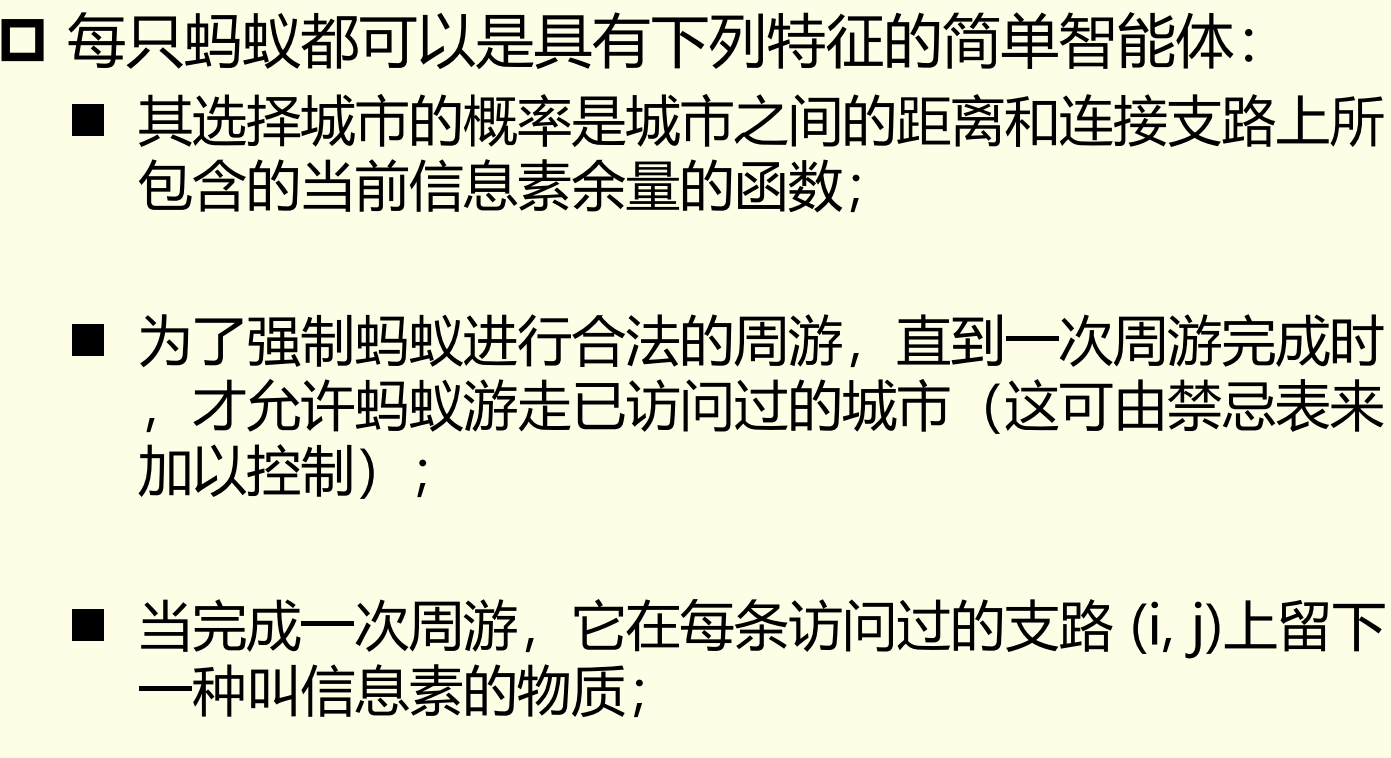 每只蚂蚁都可以是具有下列特征的简单智能体：
其选择城市的概率是城市之间的距离和连接支路上所
包含的当前信息素余量的函数；
为了强制蚂蚁进行合法的周游，直到一次周游完成时
，才允许蚂蚁游走已访问过的城市（这可由禁忌表来
加以控制）；
当完成一次周游，它在每条访问过的支路 (i, j)上留下
一种叫信息素的物质；